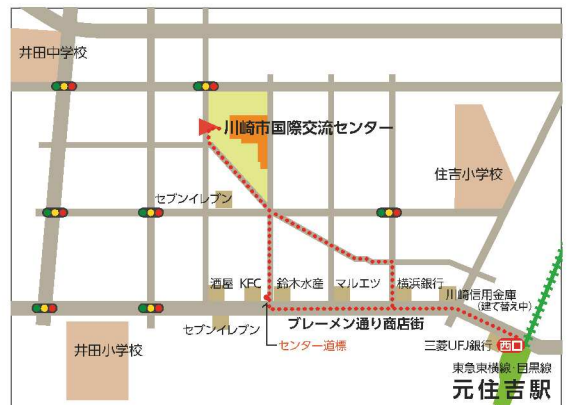 井田中学校
川崎市国際交流センター
住吉小学校
セブンイレブン
酒屋
KFC
鈴木水産
マルエツ
横浜銀行
川崎信用金庫
(建て替え中)
セブンイレブン
ブレーメン通り商店街
センター道標
三菱UFJ銀行
西口
井田小学校
東急東横線・目黒線
元住吉駅